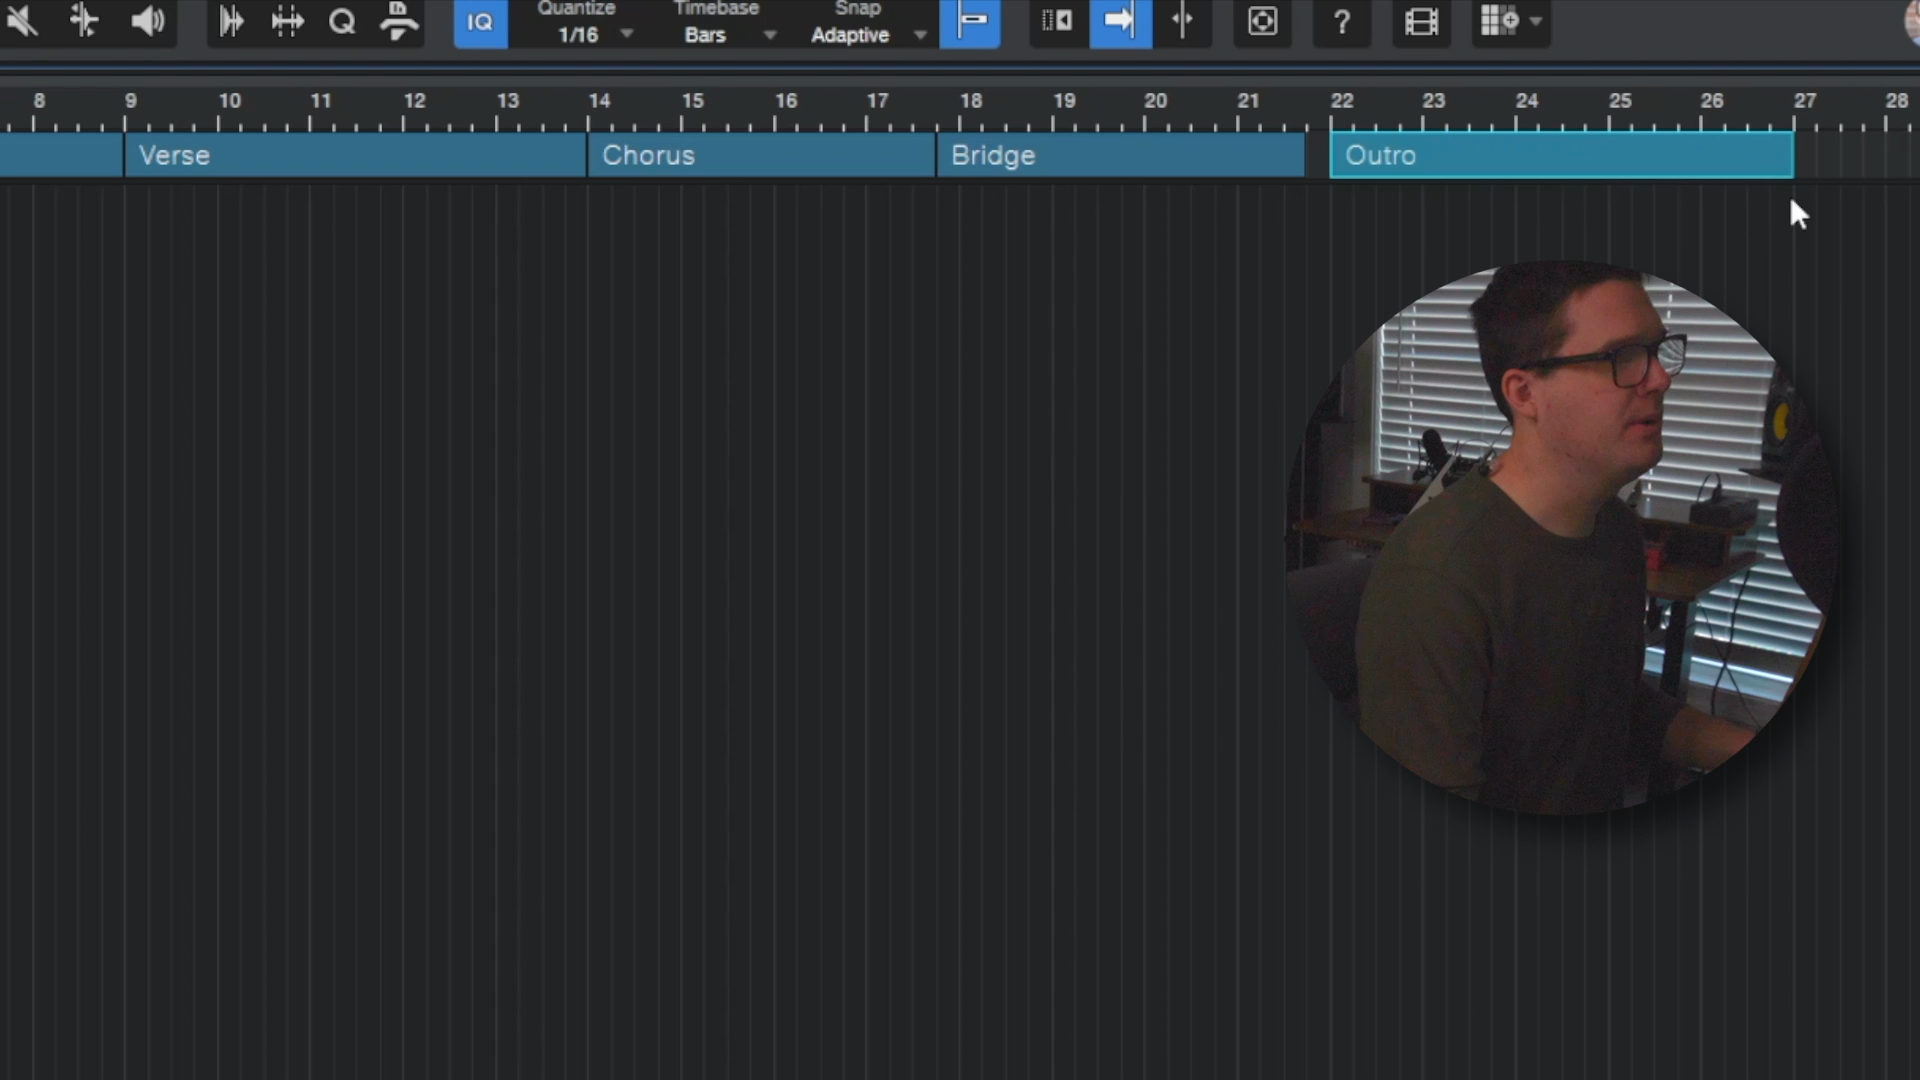 Quantize Timebase Snap
IQ 1/16 Bars Adaptive ?
8 9 10 11 12 13 14 15 16 17 18 19 20 21 22 23 24 25 26 27 28
Verse Chorus Bridge Outro